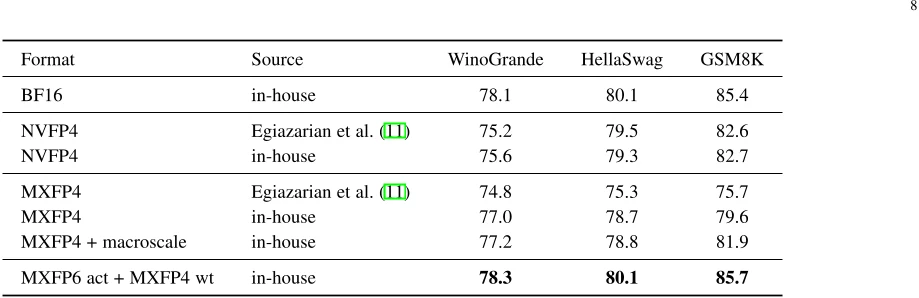 8
Format Source WinoGrande HellaSwag GSM8K
BF16 in-house 78.1 80.1 85.4
NVFP4 Egiazarian et al. (11) 75.2 79.5 82.6
NVFP4 in-house 75.6 79.3 82.7
MXFP4 Egiazarian et al. (11) 74.8 75.3 75.7
MXFP4 in-house 77.0 78.7 79.6
MXFP4 + macroscale in-house 77.2 78.8 81.9
MXFP6 act + MXFP4 wt in-house 78.3 80.1 85.7